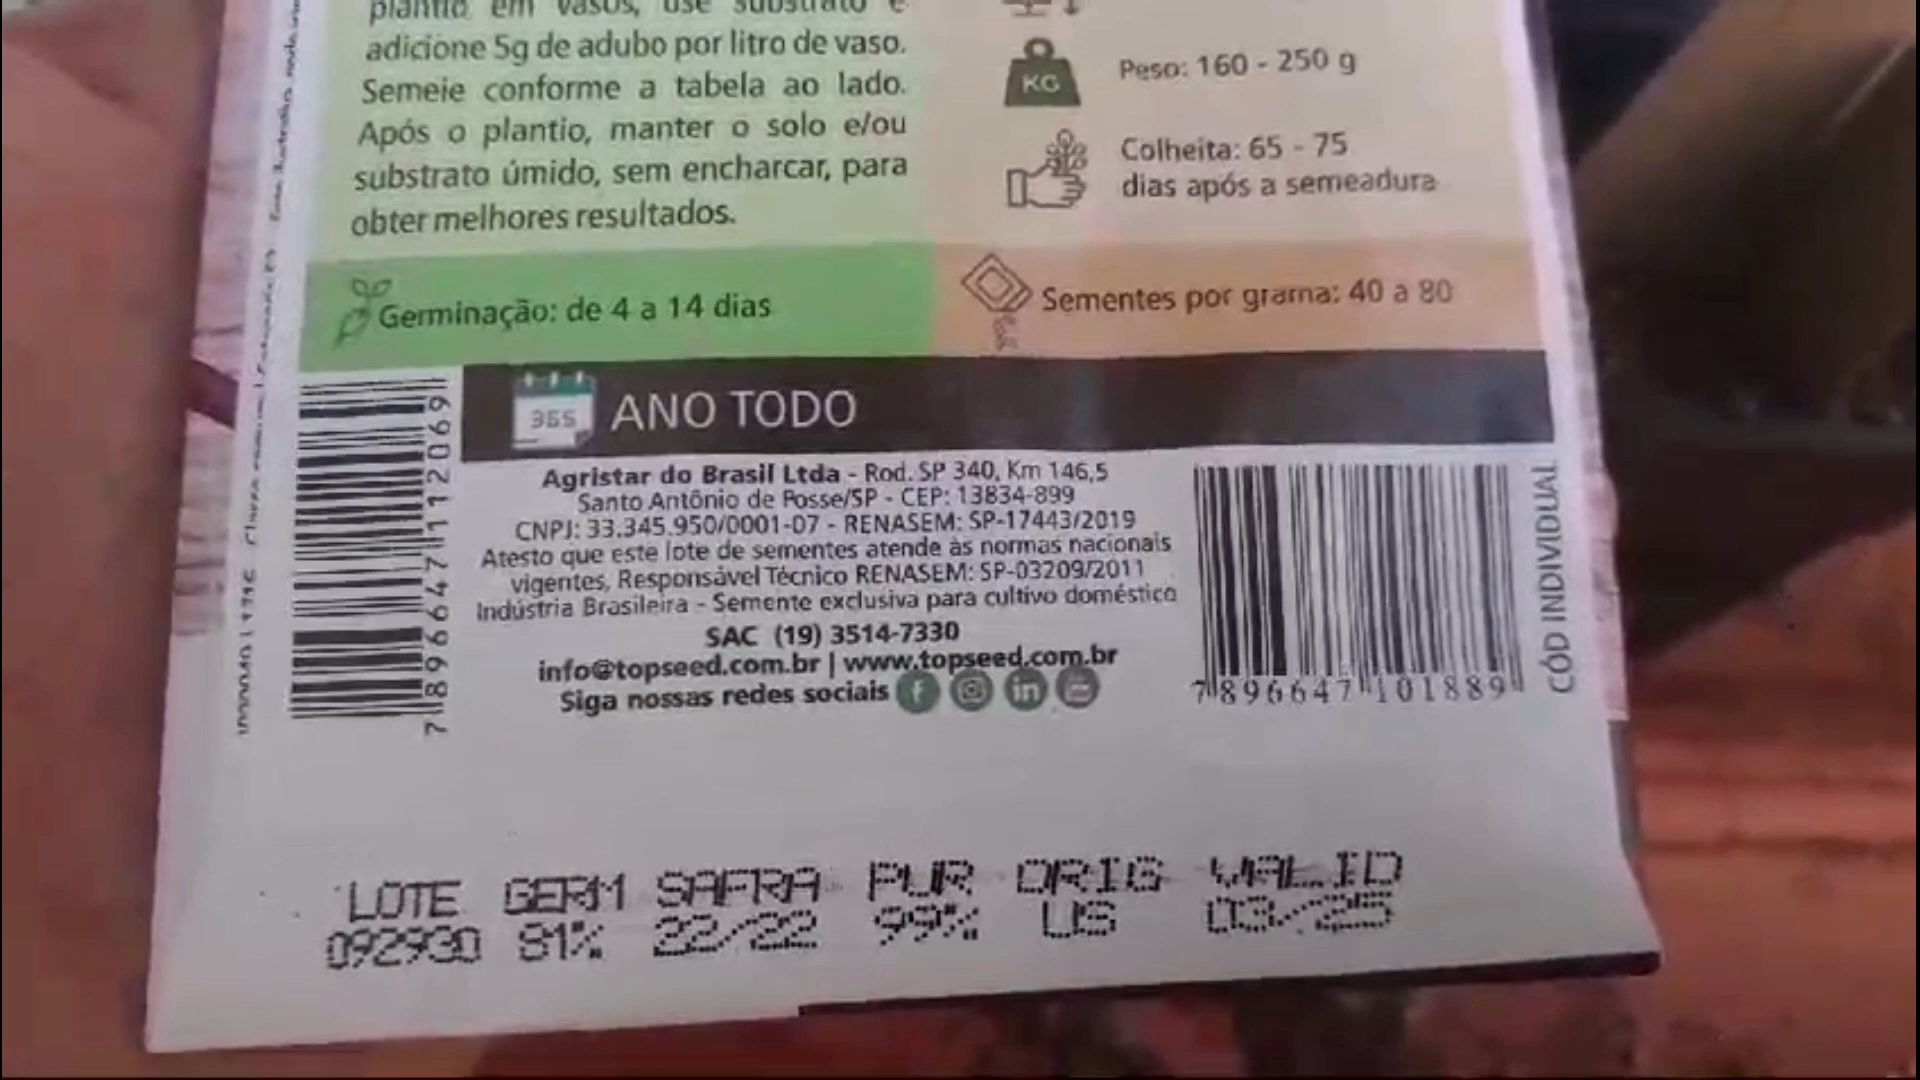 plantio em vasos, use substrato e
adicione 5g de adubo por litro de vaso.
Semeie conforme a tabela ao lado.
Após o plantio, manter o solo e/ou
substrato úmido, sem encharcar, para
obter melhores resultados.
KG
Peso: 160 - 250 g
Colheita: 65 - 75
dias após a semeadura
Germinação: de 4 a 14 dias
Sementes por grama: 40 a 80
365 ANO TODO
7896647112069
Agristar do Brasil Ltda - Rod. SP 340, Km 146,5
Santo Antônio de Posse/SP - CEP: 13834-899
CNPJ: 33.345.950/0001-07 - RENASEM: SP-17443/2019
Atesto que este lote de sementes atende às normas nacionais
vigentes, Responsável Técnico RENASEM: SP-03209/2011
Indústria Brasileira - Semente exclusiva para cultivo doméstico
SAC (19) 3514-7330
info@topseed.com.br | www.topseed.com.br
Siga nossas redes sociais f in
7896647101889
CÓD INDIVIDUAL
LOTE GERM SAFRA PUR ORIG VALID
092930 81% 22/22 99% US 03/25